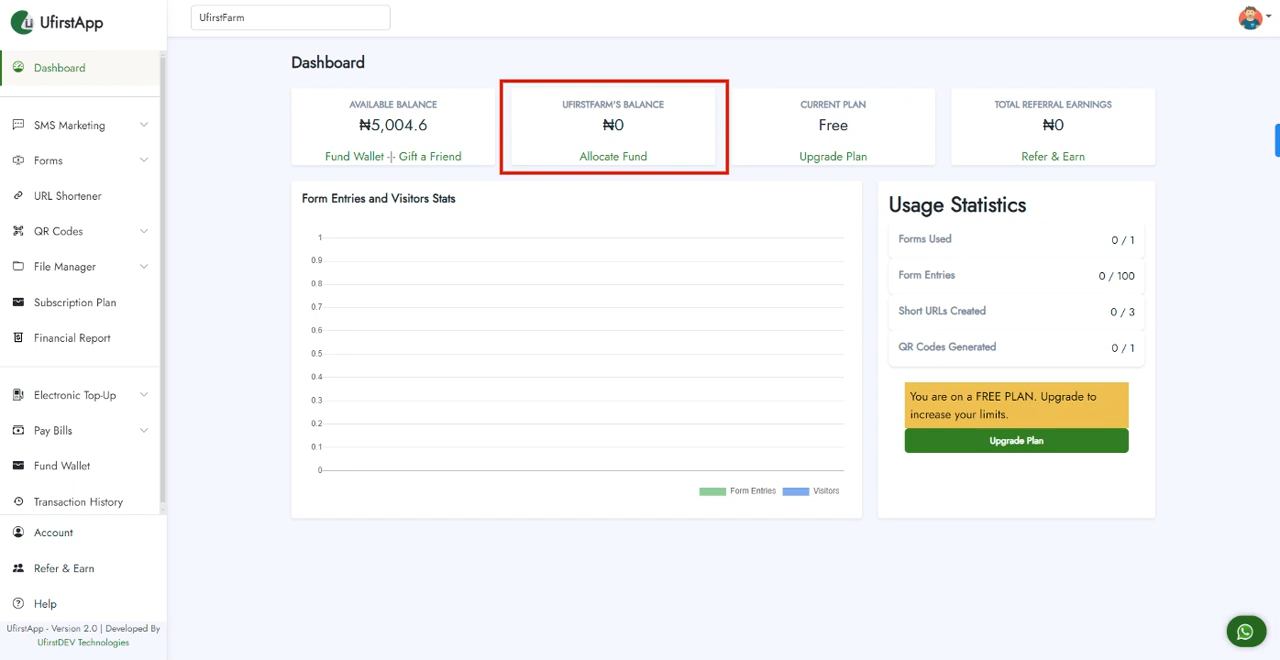 UfirstApp
UfirstFarm
Dashboard
SMS Marketing
Forms
URL Shortener
QR Codes
File Manager
Subscription Plan
Financial Report
Electronic Top-Up
Pay Bills
Fund Wallet
Transaction History
Account
Refer & Earn
Help
UfirstApp - Version 2.0 | Developed By
UfirstDEV Technologies
Dashboard
AVAILABLE BALANCE
₦5,004.6
Fund Wallet -|- Gift a Friend
UFIRSTFARM'S BALANCE
₦0
Allocate Fund
CURRENT PLAN
Free
Upgrade Plan
TOTAL REFERRAL EARNINGS
₦0
Refer & Earn
Form Entries and Visitors Stats
1
0.9
0.8
0.7
0.6
0.5
0.4
0.3
0.2
0.1
0
Form Entries Visitors
Usage Statistics
Forms Used 0 / 1
Form Entries 0 / 100
Short URLs Created 0 / 3
QR Codes Generated 0 / 1
You are on a FREE PLAN. Upgrade to
increase your limits.
Upgrade Plan